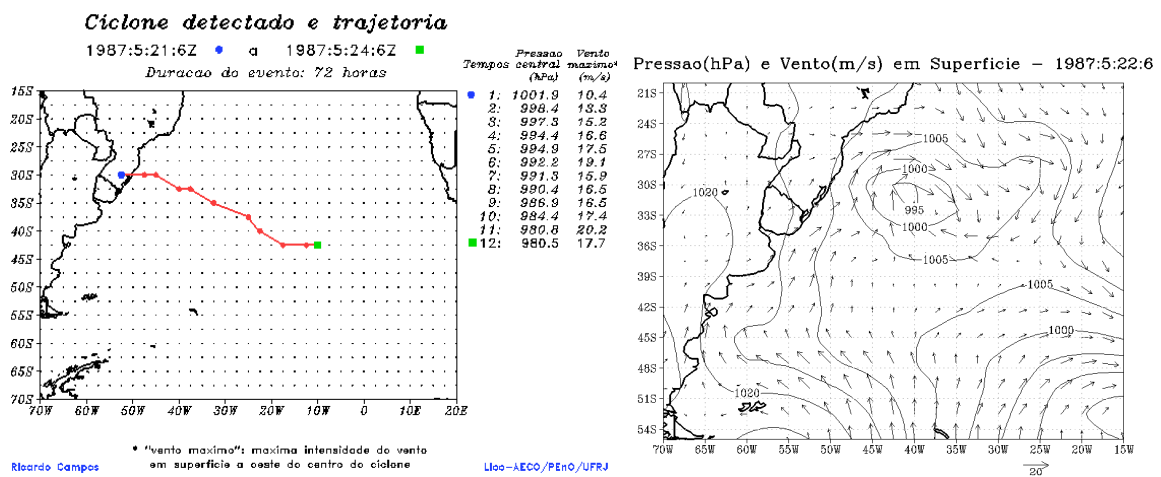 Ciclone detectado e trajetoria
1987:5:21:6Z a 1987:5:24:6Z
Duracao do evento: 72 horas
Tempos Pressao central (hPa) Vento maximo* (m/s)
1: 1001.9 10.4
2: 998.4 13.3
3: 997.3 15.2
4: 994.4 16.6
5: 994.9 17.5
6: 992.2 19.1
7: 991.3 15.9
8: 990.4 16.5
9: 986.9 16.5
10: 984.4 17.4
11: 980.8 20.2
12: 980.5 17.7
15S
20S
25S
30S
35S
40S
45S
50S
55S
60S
65S
70S
70W 60W 50W 40W 30W 20W 10W 0 10E 20E
* "vento maximo": maxima intensidade do vento
em superficie a oeste do centro do ciclone
Ricardo Campos
Lioc-AECO/PEnO/UFRJ
Pressao(hPa) e Vento(m/s) em Superficie - 1987:5:22:6
21S
24S
27S
30S
33S
36S
39S
42S
45S
48S
51S
54S
1005
1000
1020
995
1000
1005
1005
1000
1020
70W 65W 60W 55W 50W 45W 40W 35W 30W 25W 20W 15W
20